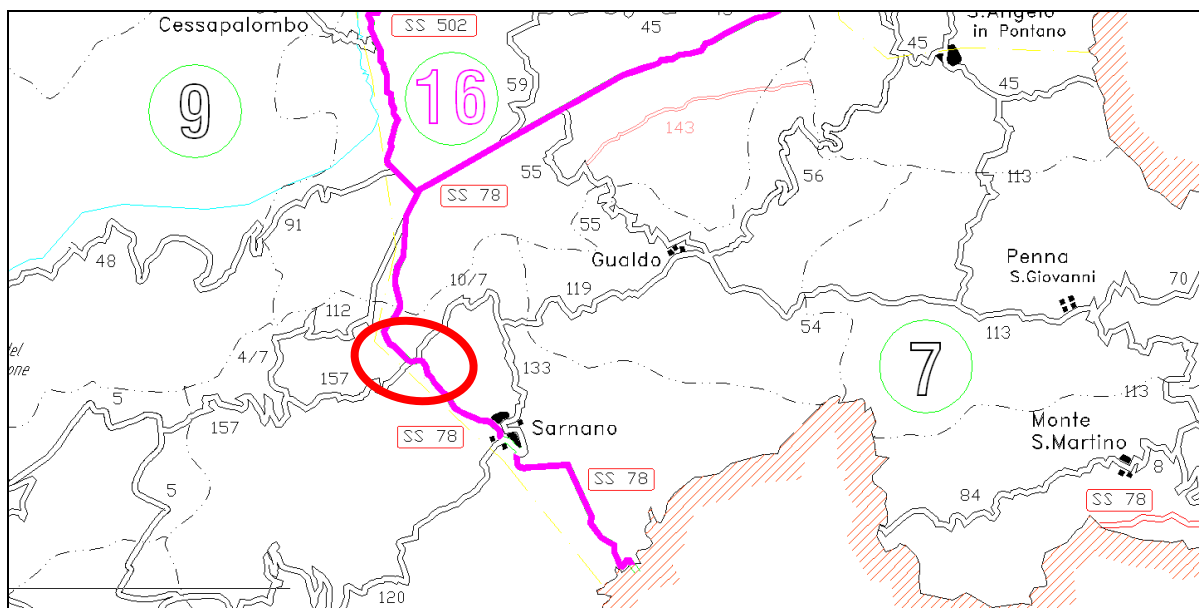 SS 502
Cessapalombo
45
45
S.Angelo
in Pontano
59
45
9
16
143
55
56
113
SS 78
91
55
48
Gualdo
Penna
S.Giovanni
10/7
119
70
112
54
113
4/7
del
one
157
133
7
5
113
157
SS 78
Sarnano
Monte
S.Martino
8
SS 78
84
SS 78
5
120